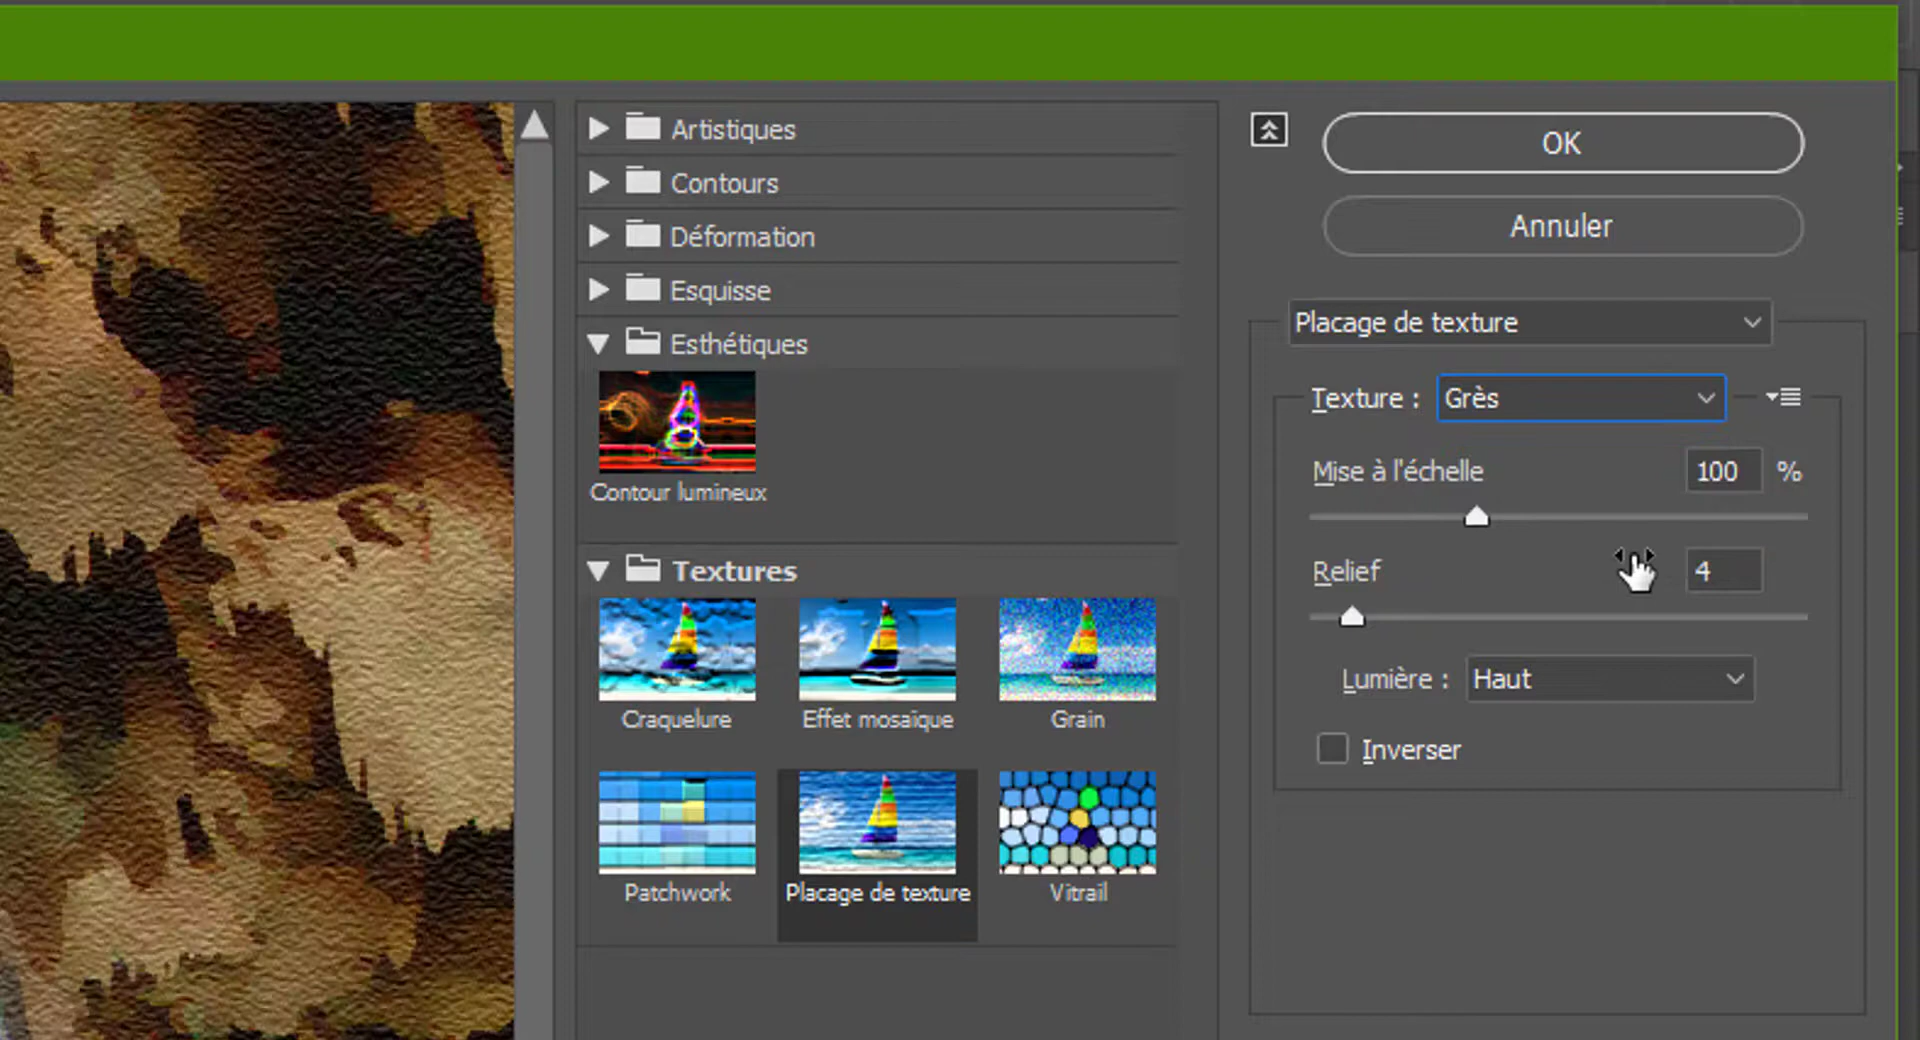 Artistiques
Contours
Déformation
Esquisse
Esthétiques
Contour lumineux
Textures
Craquelure
Effet mosaïque
Grain
Patchwork
Placage de texture
Vitrail
OK
Annuler
Placage de texture
Texture : Grès
Mise à l'échelle 100 %
Relief 4
Lumière : Haut
Inverser